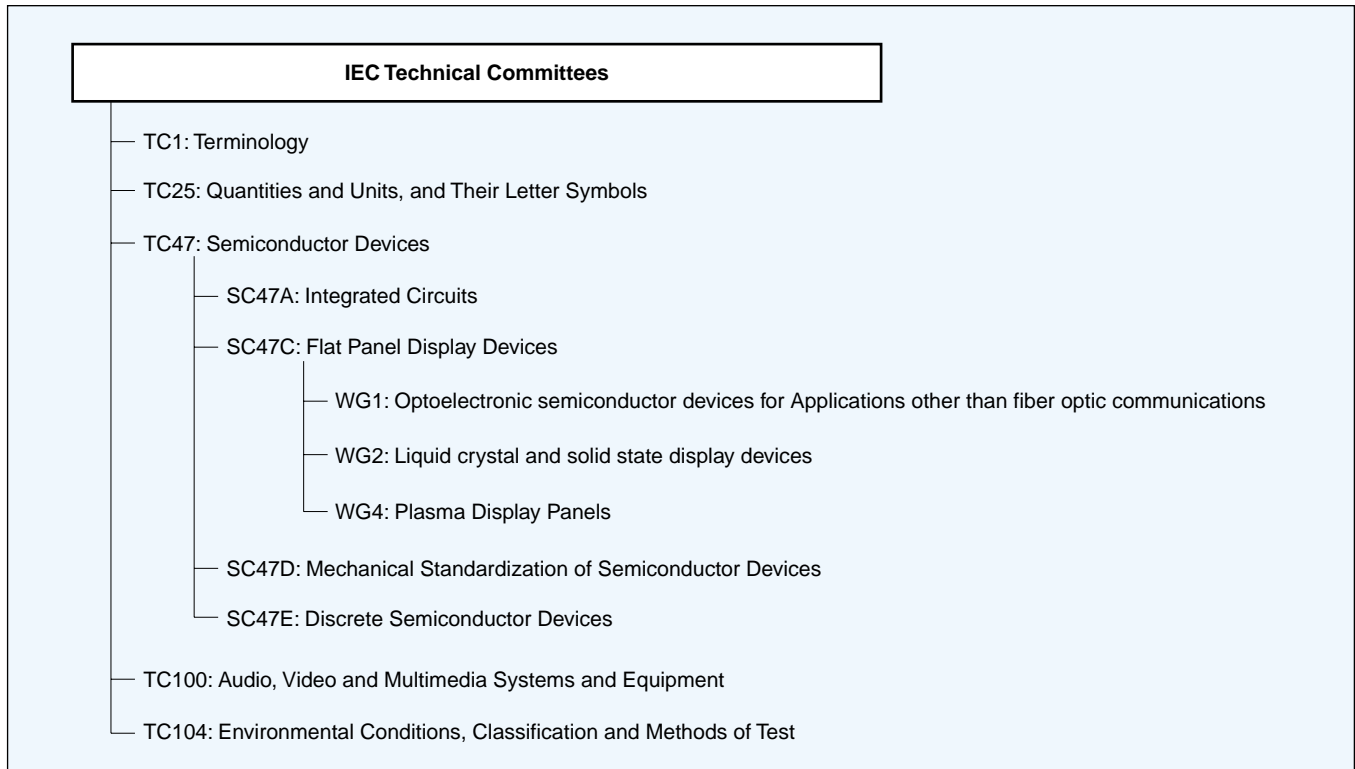 IEC Technical Committees
TC1: Terminology
TC25: Quantities and Units, and Their Letter Symbols
TC47: Semiconductor Devices
SC47A: Integrated Circuits
SC47C: Flat Panel Display Devices
WG1: Optoelectronic semiconductor devices for Applications other than fiber optic communications
WG2: Liquid crystal and solid state display devices
WG4: Plasma Display Panels
SC47D: Mechanical Standardization of Semiconductor Devices
SC47E: Discrete Semiconductor Devices
TC100: Audio, Video and Multimedia Systems and Equipment
TC104: Environmental Conditions, Classification and Methods of Test